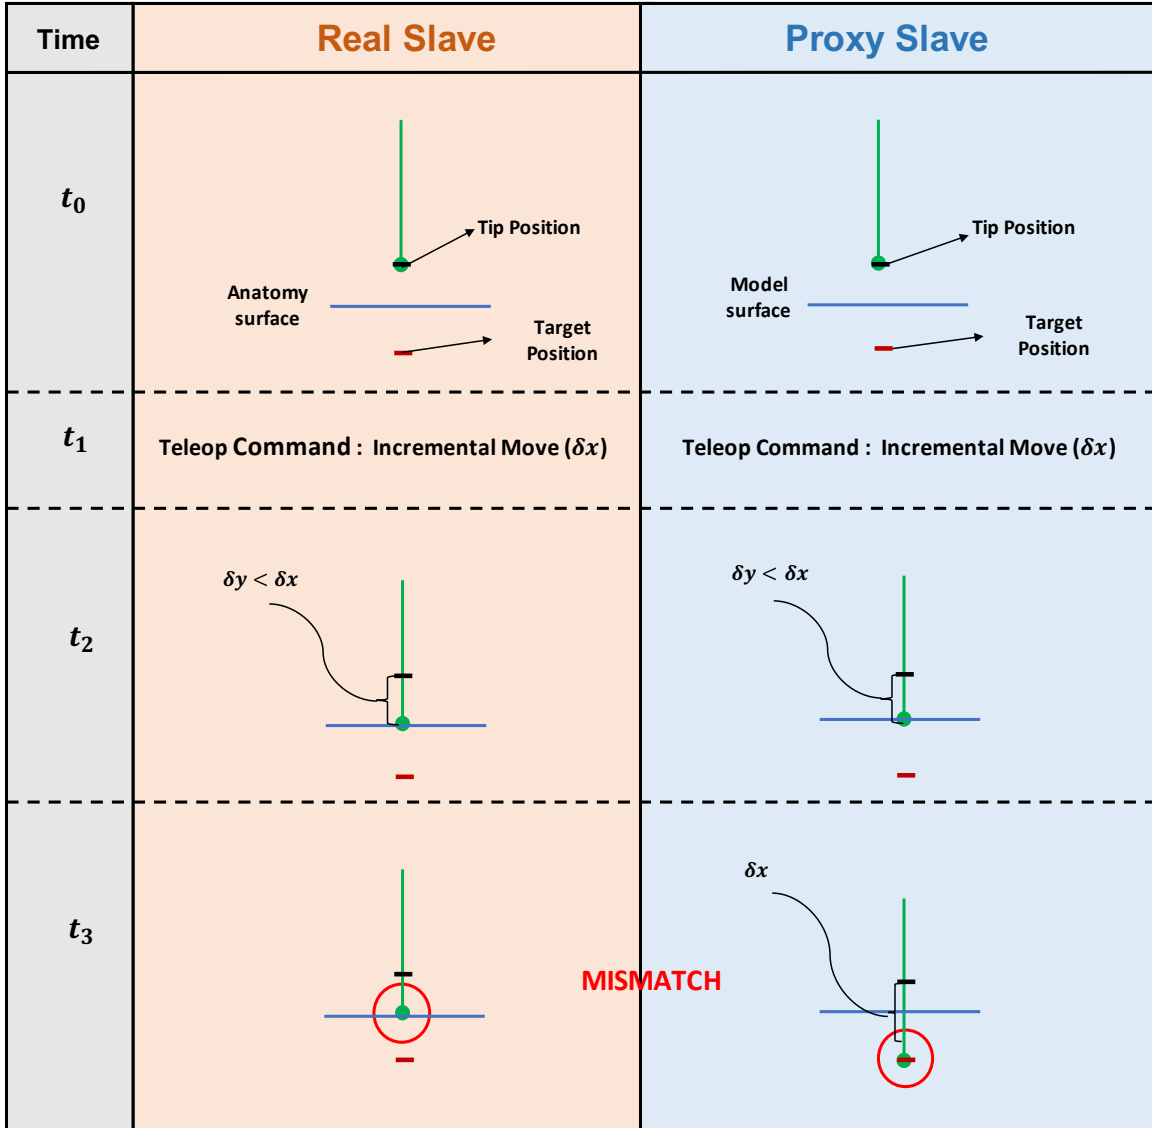 Time
Real Slave
Proxy Slave
t₀
Tip Position
Anatomy
surface
Target
Position
Tip Position
Model
surface
Target
Position
t₁
Teleop Command : Incremental Move (δx)
Teleop Command : Incremental Move (δx)
t₂
δy < δx
δy < δx
t₃
δx
MISMATCH